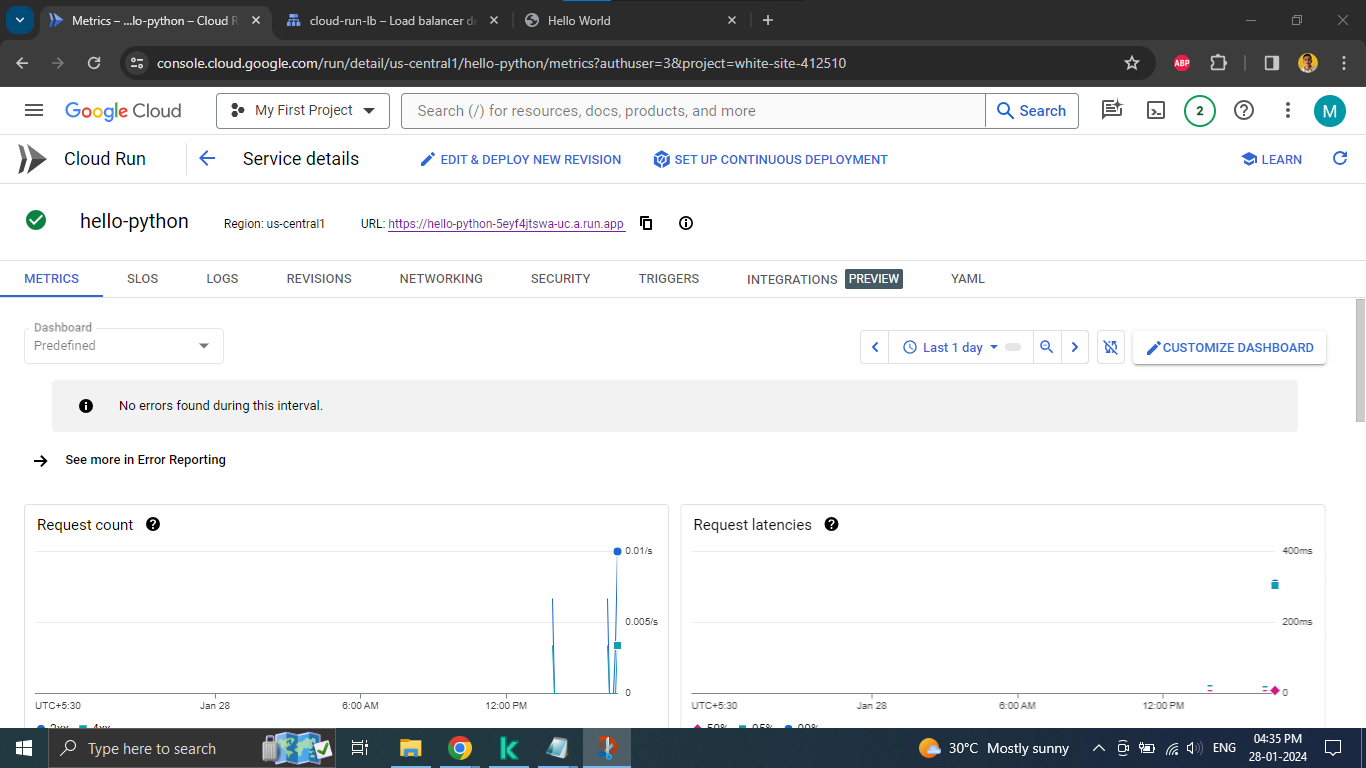 Metrics – ...lo-python – Cloud R
cloud-run-lb – Load balancer de
Hello World
console.cloud.google.com/run/detail/us-central1/hello-python/metrics?authuser=3&project=white-site-412510
ABP
Google Cloud
My First Project
Search (/) for resources, docs, products, and more
Search
2
M
Cloud Run
Service details
EDIT & DEPLOY NEW REVISION
SET UP CONTINUOUS DEPLOYMENT
LEARN
hello-python
Region: us-central1
URL: https://hello-python-5eyf4jtswa-uc.a.run.app
METRICS
SLOS
LOGS
REVISIONS
NETWORKING
SECURITY
TRIGGERS
INTEGRATIONS PREVIEW
YAML
Dashboard
Predefined
Last 1 day
CUSTOMIZE DASHBOARD
No errors found during this interval.
See more in Error Reporting
Request count
0.01/s
0.005/s
0
UTC+5:30
Jan 28
6:00 AM
12:00 PM
2xx
4xx
Request latencies
400ms
200ms
0
UTC+5:30
Jan 28
6:00 AM
12:00 PM
50%
95%
99%
Type here to search
30°C Mostly sunny
ENG
04:35 PM
28-01-2024